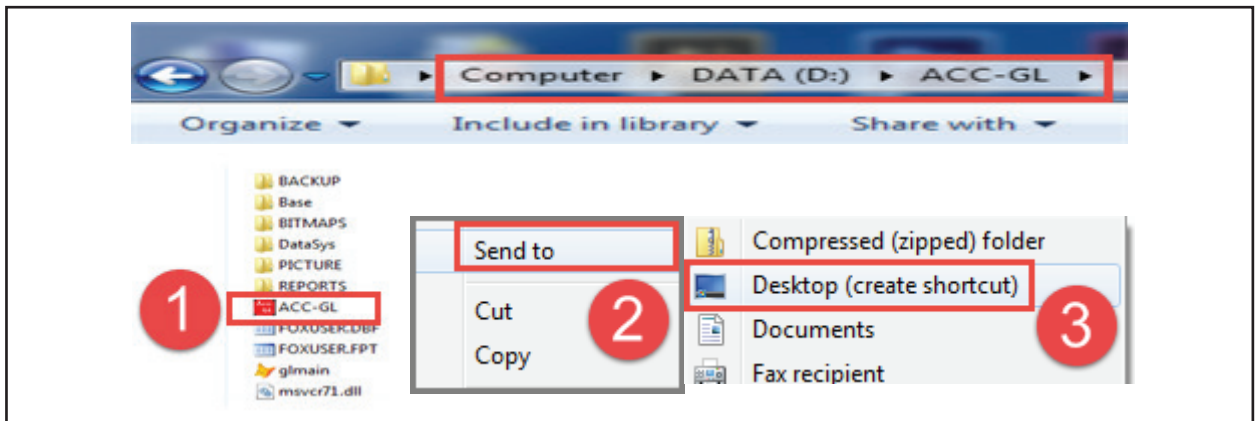 Computer ▸ DATA (D:) ▸ ACC-GL ▸
Organize Include in library Share with
BACKUP
Base
BITMAPS
DataSys
PICTURE
REPORTS
ACC-GL
FOXUSER.DBF
FOXUSER.FPT
glmain
msvcr71.dll
1
Send to
Cut
Copy
2
Compressed (zipped) folder
Desktop (create shortcut)
Documents
Fax recipient
3